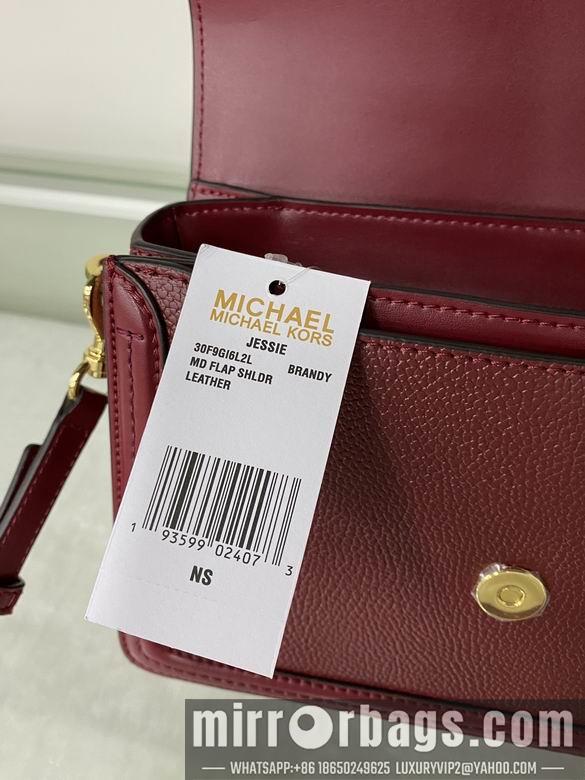 MICHAEL
MICHAEL KORS
JESSIE
30F9GI6L2L BRANDY
MD FLAP SHLDR
LEATHER
1 93599 02407 3
NS
mirrorbags.com
WHATSAPP:+86 18650249625 LUXURYVIP2@YAHOO.COM